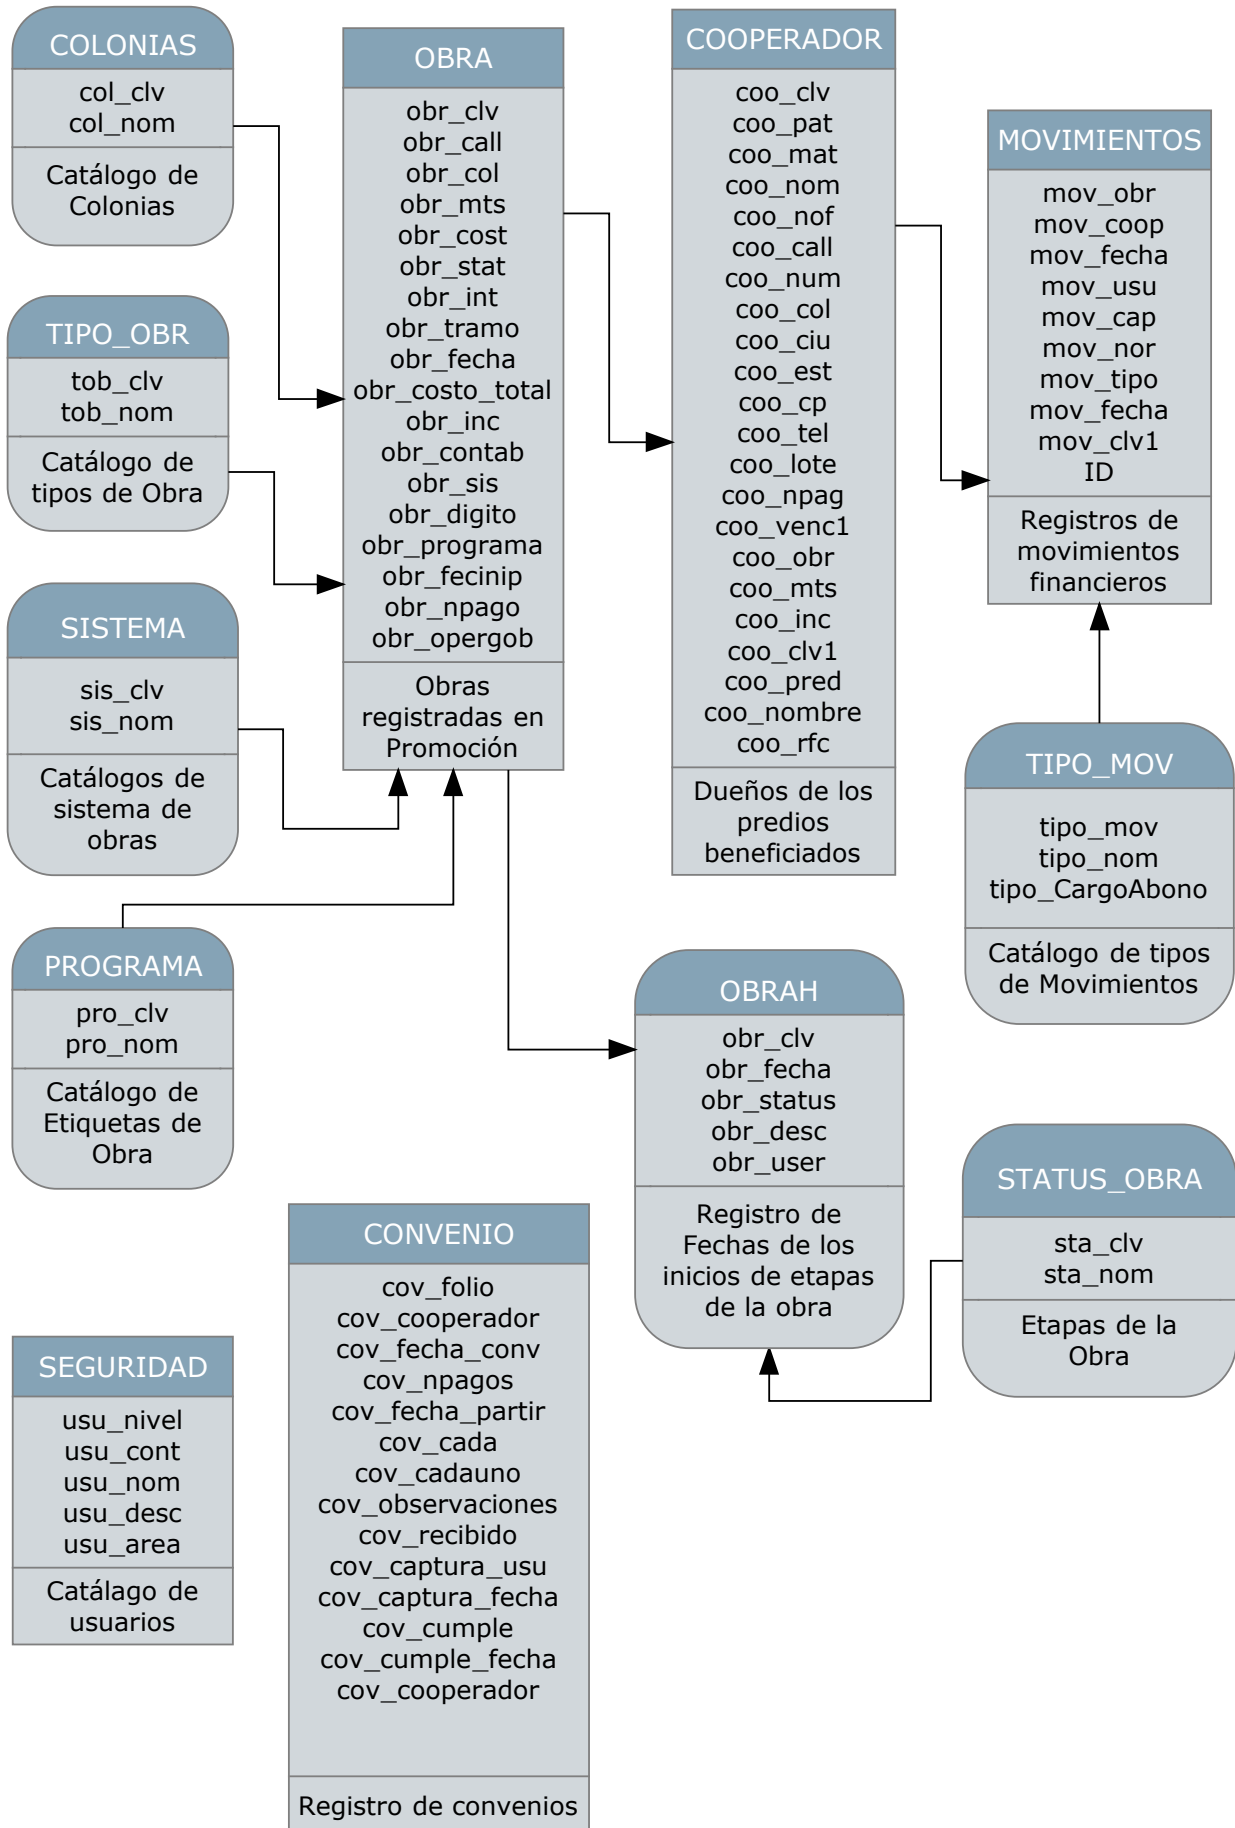 COLONIAS
col_clv
col_nom
Catálogo de
Colonias
TIPO_OBR
tob_clv
tob_nom
Catálogo de
tipos de Obra
SISTEMA
sis_clv
sis_nom
Catálogos de
sistema de
obras
PROGRAMA
pro_clv
pro_nom
Catálogo de
Etiquetas de
Obra
SEGURIDAD
usu_nivel
usu_cont
usu_nom
usu_desc
usu_area
Catálago de
usuarios
OBRA
obr_clv
obr_call
obr_col
obr_mts
obr_cost
obr_stat
obr_int
obr_tramo
obr_fecha
obr_costo_total
obr_inc
obr_contab
obr_sis
obr_digito
obr_programa
obr_fecinip
obr_npago
obr_opergob
Obras
registradas en
Promoción
CONVENIO
cov_folio
cov_cooperador
cov_fecha_conv
cov_npagos
cov_fecha_partir
cov_cada
cov_cadauno
cov_observaciones
cov_recibido
cov_captura_usu
cov_captura_fecha
cov_cumple
cov_cumple_fecha
cov_cooperador
Registro de convenios
COOPERADOR
coo_clv
coo_pat
coo_mat
coo_nom
coo_nof
coo_call
coo_num
coo_col
coo_ciu
coo_est
coo_cp
coo_tel
coo_lote
coo_npag
coo_venc1
coo_obr
coo_mts
coo_inc
coo_clv1
coo_pred
coo_nombre
coo_rfc
Dueños de los
predios
beneficiados
OBRAH
obr_clv
obr_fecha
obr_status
obr_desc
obr_user
Registro de
Fechas de los
inicios de etapas
de la obra
MOVIMIENTOS
mov_obr
mov_coop
mov_fecha
mov_usu
mov_cap
mov_nor
mov_tipo
mov_fecha
mov_clv1
ID
Registros de
movimientos
financieros
TIPO_MOV
tipo_mov
tipo_nom
tipo_CargoAbono
Catálogo de tipos
de Movimientos
STATUS_OBRA
sta_clv
sta_nom
Etapas de la
Obra